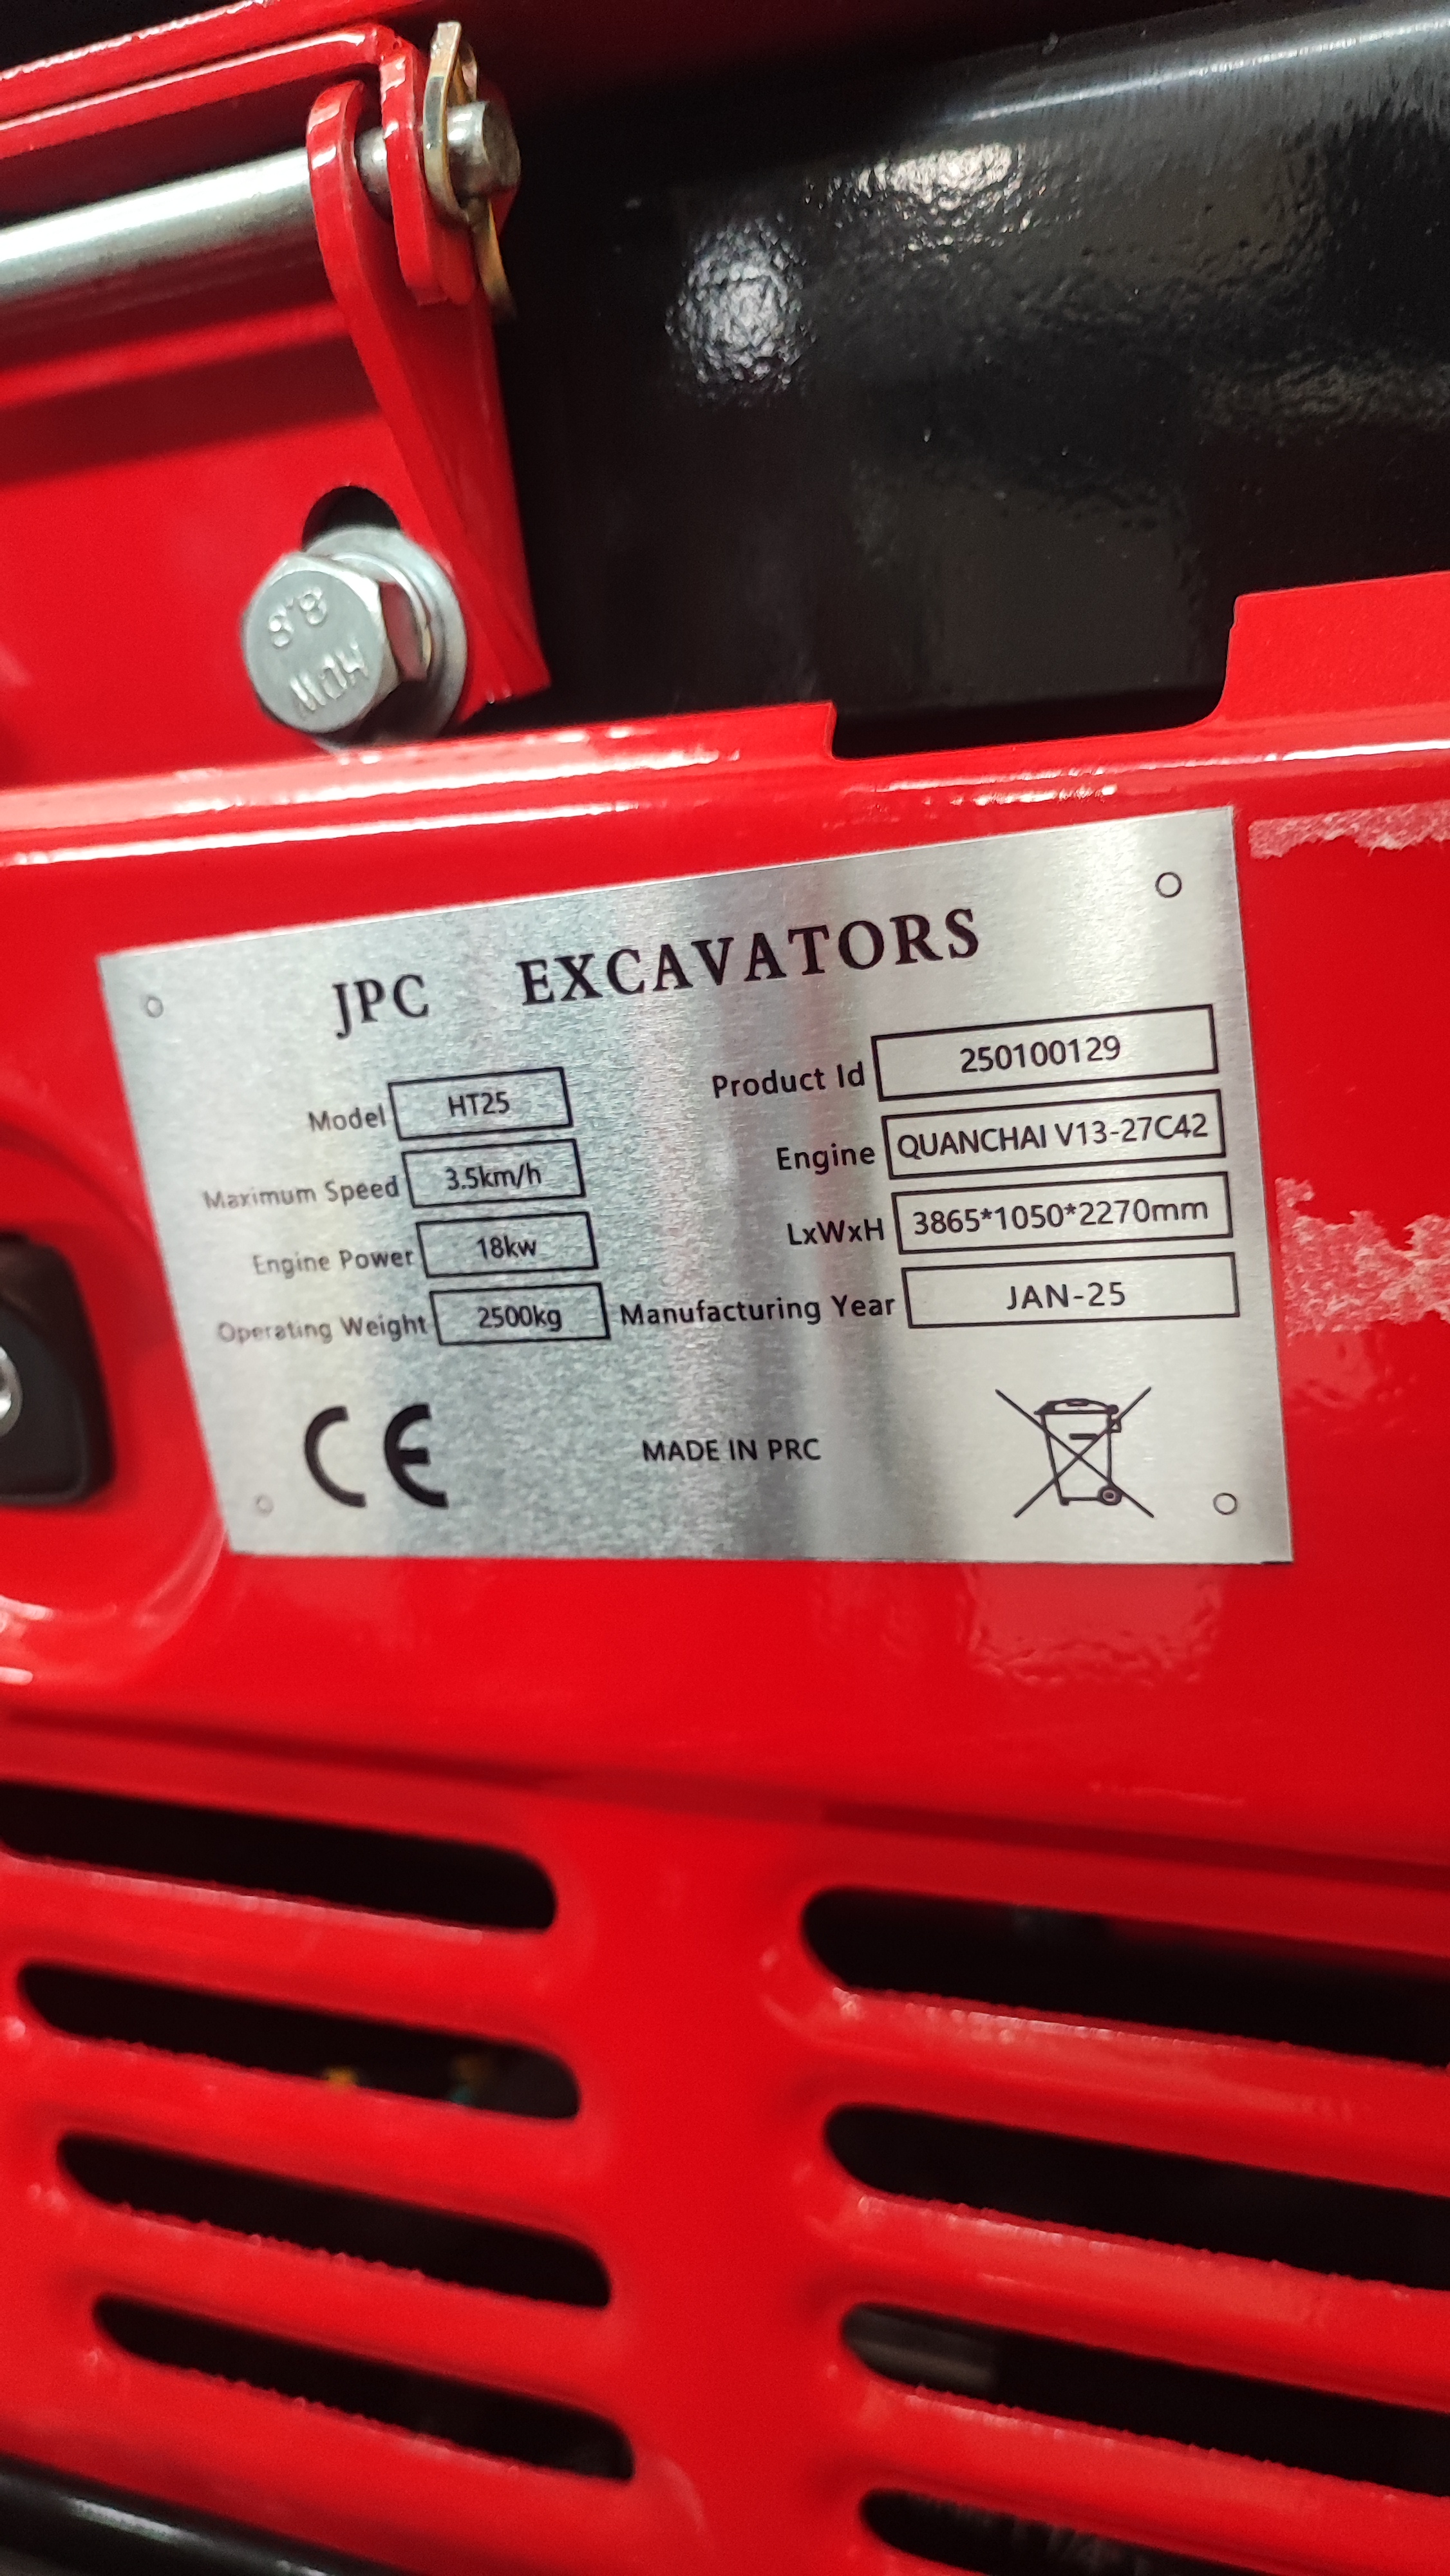 8.8
JPC EXCAVATORS
Model HT25
Maximum Speed 3.5km/h
Engine Power 18kw
Operating Weight 2500kg
Product Id 250100129
Engine QUANCHAI V13-27C42
LxWxH 3865*1050*2270mm
Manufacturing Year JAN-25
CE
MADE IN PRC